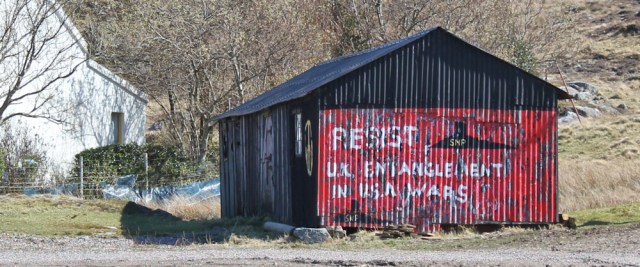 RESIST
SNP
U.K. ENTANGLEMENT
IN U.S.A. WARS